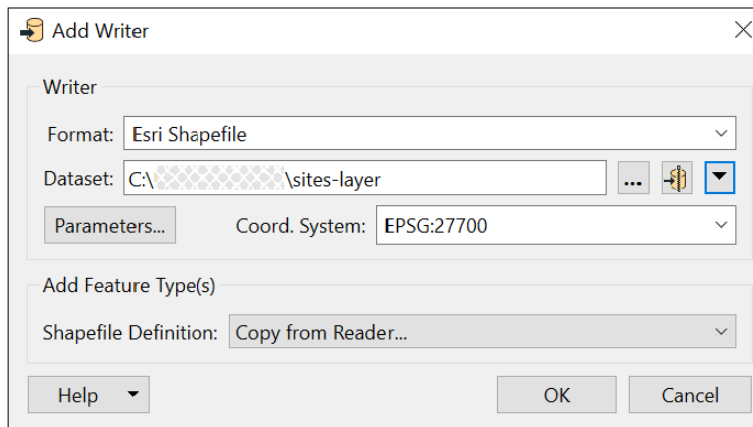 Add Writer
Writer
Format: Esri Shapefile
Dataset: C:\ \sites-layer ...
Parameters... Coord. System: EPSG:27700
Add Feature Type(s)
Shapefile Definition: Copy from Reader...
Help OK Cancel